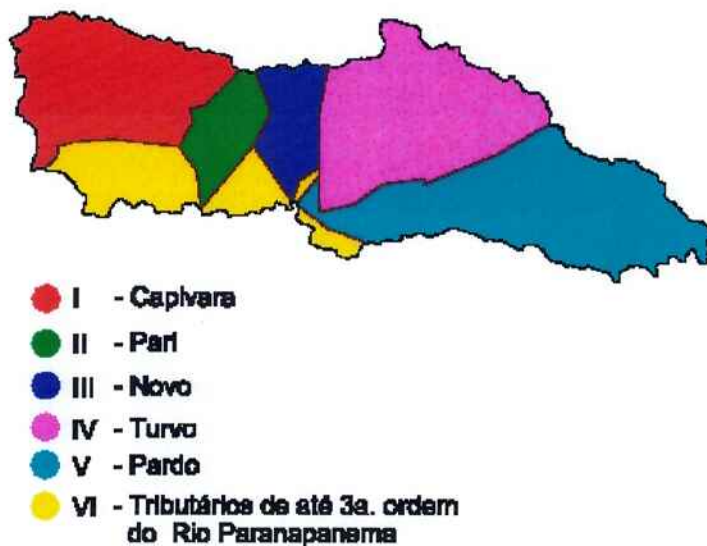 I - Capivara
II - Pari
III - Novo
IV - Turvo
V - Pardo
VI - Tributários de até 3a. ordem
do Rio Paranapanema